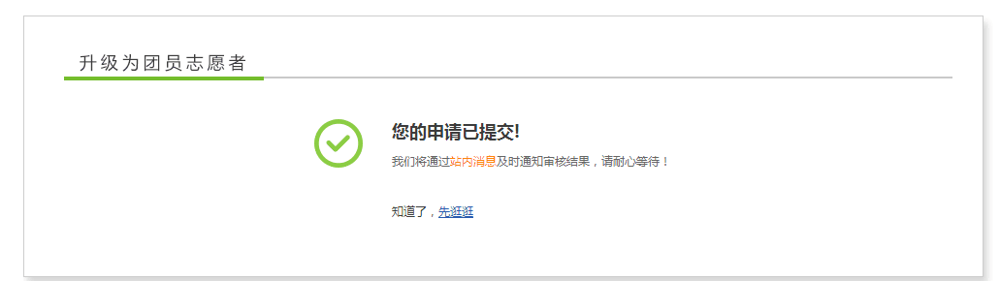 升级为团员志愿者
您的申请已提交!
我们将通过站内消息及时通知审核结果，请耐心等待！
知道了，先逛逛